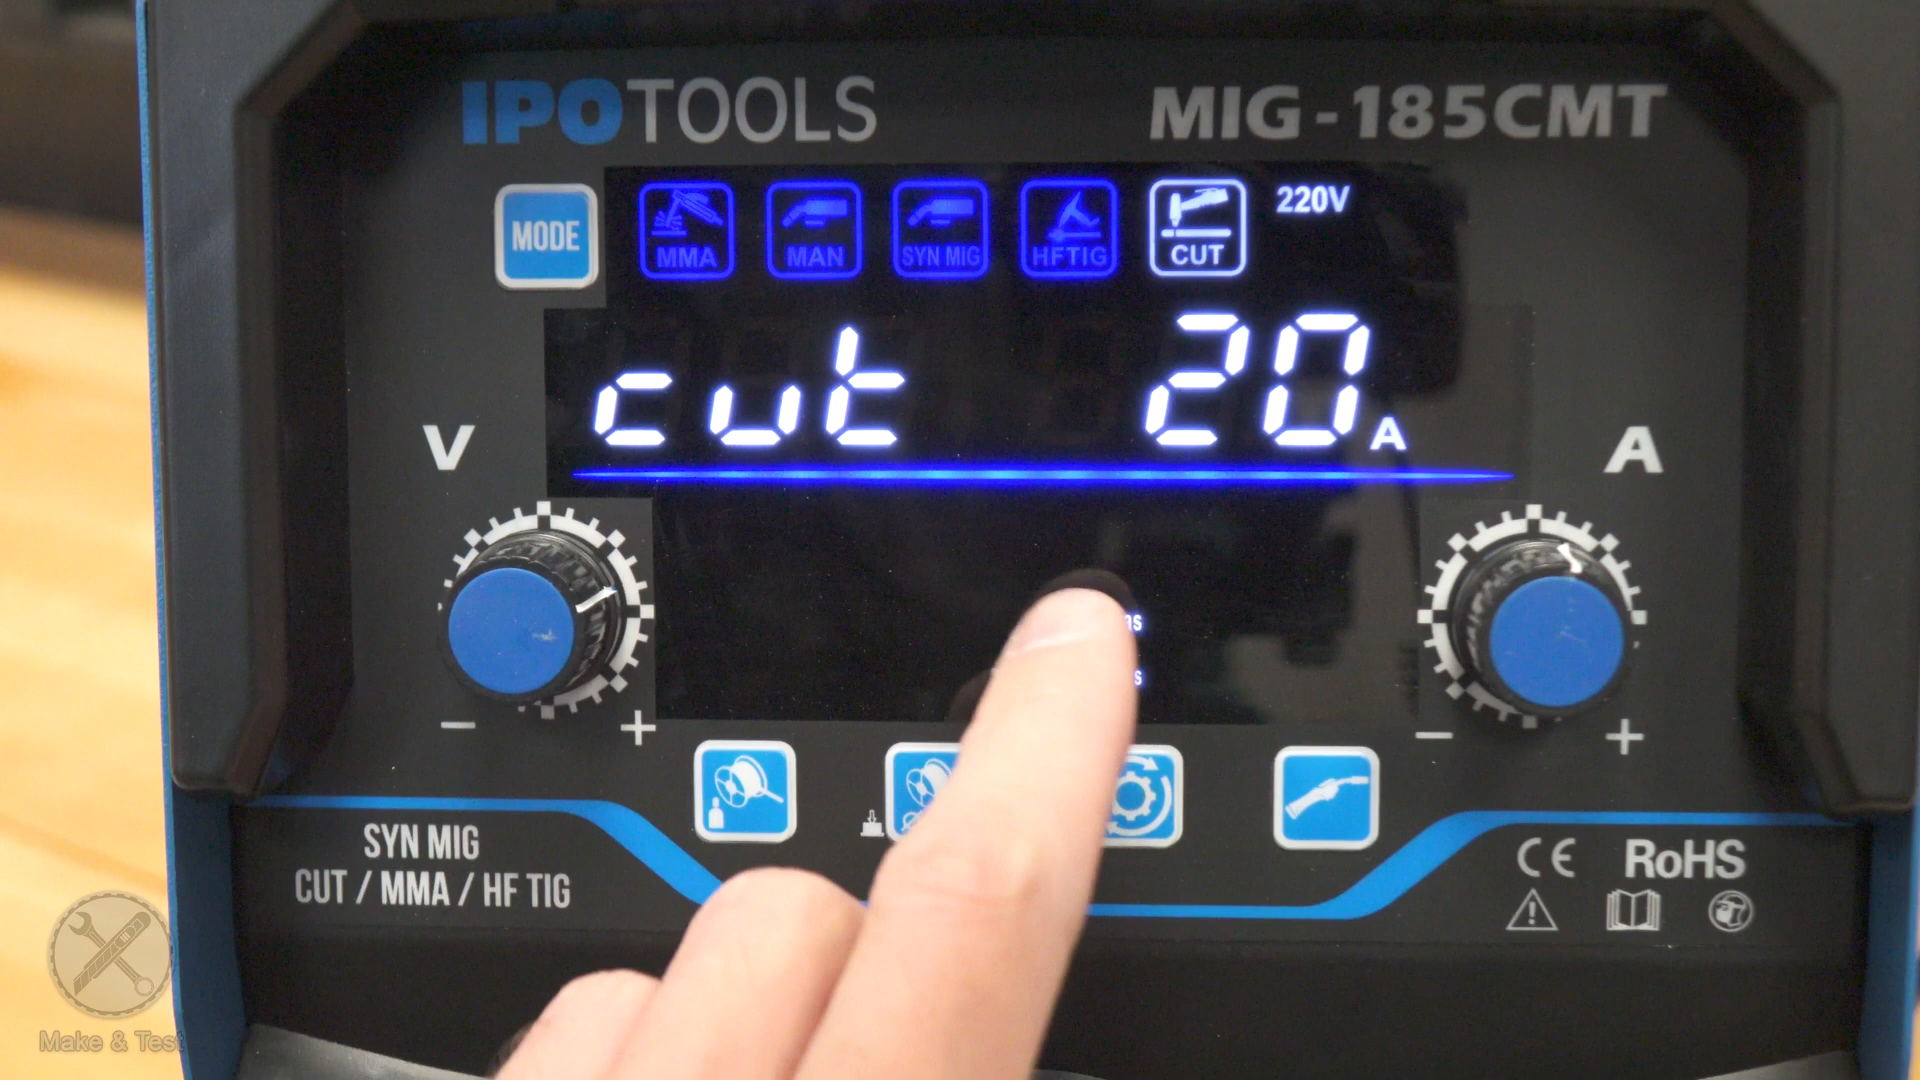 IPOTOOLS
MIG-185CMT
MODE
MMA
MAN
SYN MIG
HFTIG
CUT
220V
cut
20A
V
A
- +
- +
SYN MIG
CUT / MMA / HF TIG
CE
RoHS
Make & Test